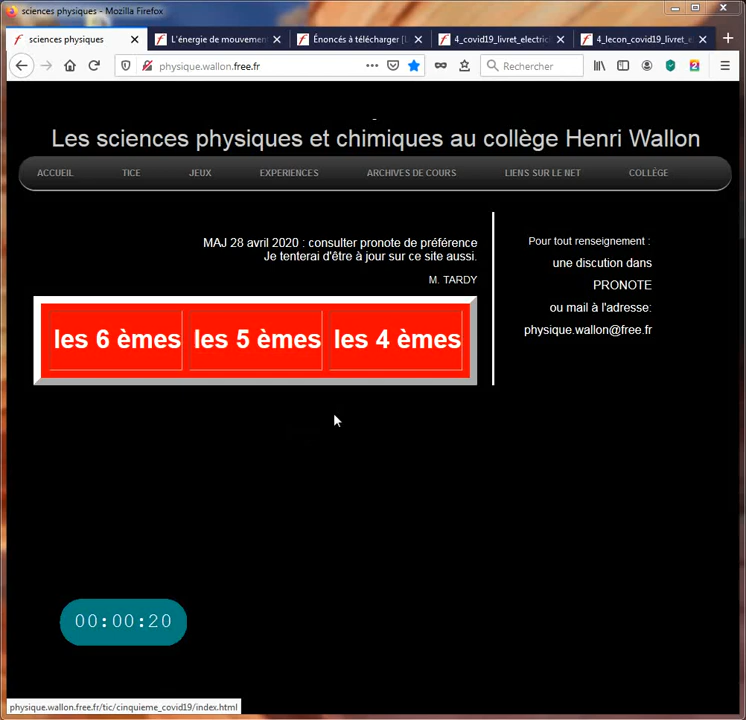 sciences physiques - Mozilla Firefox
sciences physiques
L'énergie de mouvemen
Énoncés à télécharger [L
4_covid19_livret_electric
4_lecon_covid19_livret_e
physique.wallon.free.fr
Rechercher
Les sciences physiques et chimiques au collège Henri Wallon
ACCUEIL TICE JEUX EXPERIENCES ARCHIVES DE COURS LIENS SUR LE NET COLLÈGE
MAJ 28 avril 2020 : consulter pronote de préférence
Je tenterai d'être à jour sur ce site aussi.
M. TARDY
les 6 èmes les 5 èmes les 4 èmes
Pour tout renseignement :
une discution dans
PRONOTE
ou mail à l'adresse:
physique.wallon@free.fr
00:00:20
physique.wallon.free.fr/tic/cinquieme_covid19/index.html